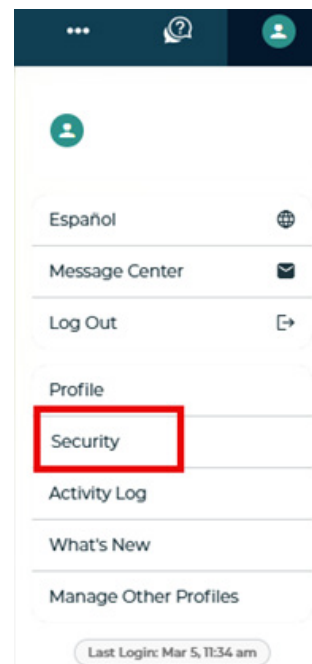 Español
Message Center
Log Out
Profile
Security
Activity Log
What's New
Manage Other Profiles
Last Login: Mar 5, 11:34 am